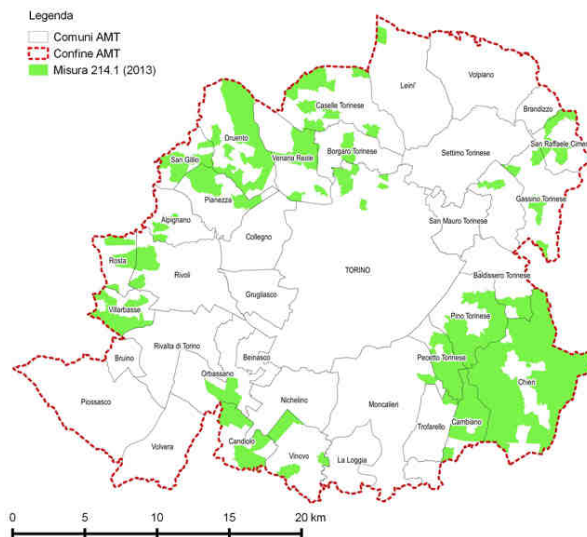 Legenda
Comuni AMT
Confine AMT
Misura 214.1 (2013)
Leini'
Volpiano
Brandizzo
Caselle Torinese
San Raffaele Cimena
Druento
Venaria Reale
Borgaro Torinese
Settimo Torinese
San Gillio
Pianezza
Gassino Torinese
San Mauro Torinese
Alpignano
Collegno
Rosta
Rivoli
TORINO
Baldissero Torinese
Grugliasco
Villarbasse
Pino Torinese
Rivalta di Torino
Bruino
Beinasco
Pecetto Torinese
Orbassano
Chieri
Piossasco
Nichelino
Moncalieri
Trofarello
Cambiano
Volvera
Candiolo
Vinovo
La Loggia
0 5 10 15 20 km